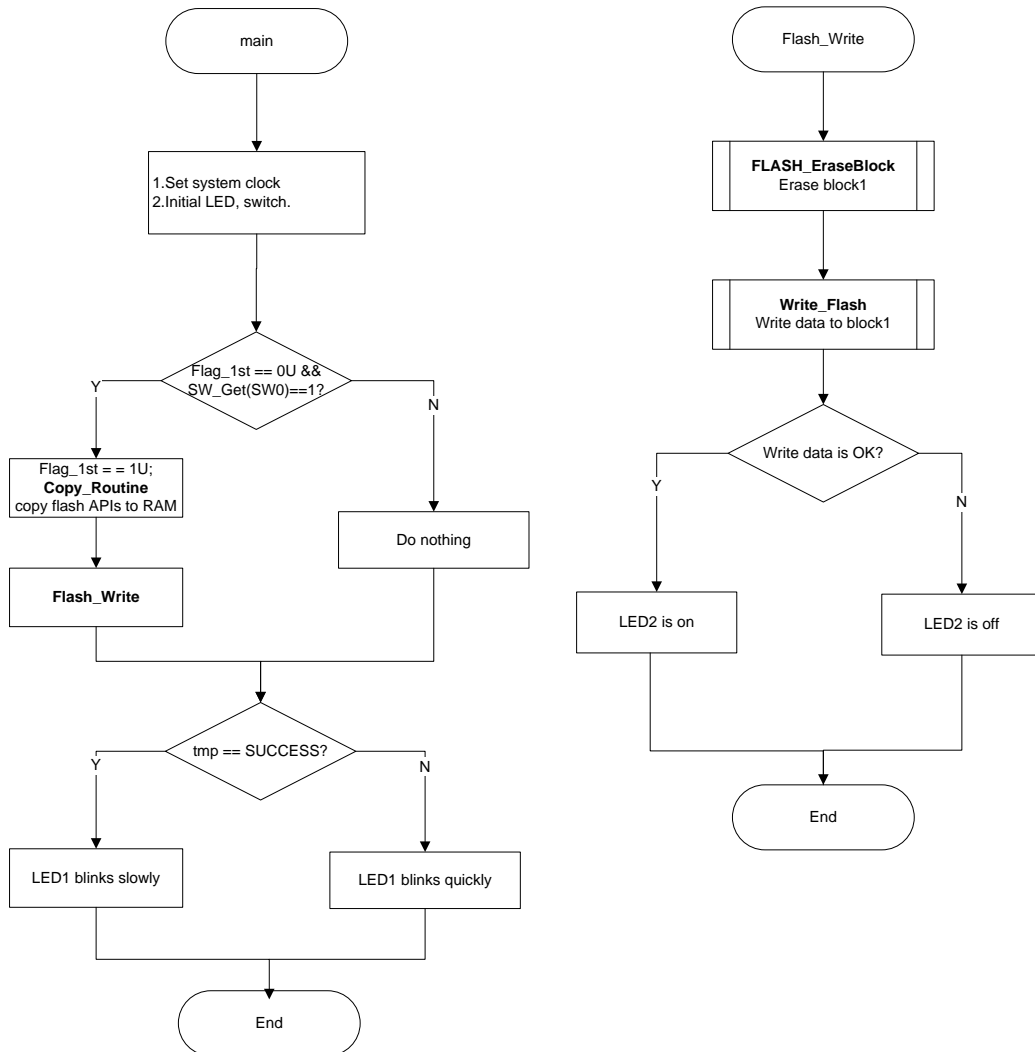 main
1.Set system clock
2.Initial LED, switch.
Flag_1st == 0U &&
SW_Get(SW0)==1?
Y
N
Flag_1st = = 1U;
Copy_Routine
copy flash APIs to RAM
Do nothing
Flash_Write
tmp == SUCCESS?
Y
N
LED1 blinks slowly
LED1 blinks quickly
End
Flash_Write
FLASH_EraseBlock
Erase block1
Write_Flash
Write data to block1
Write data is OK?
Y
N
LED2 is on
LED2 is off
End